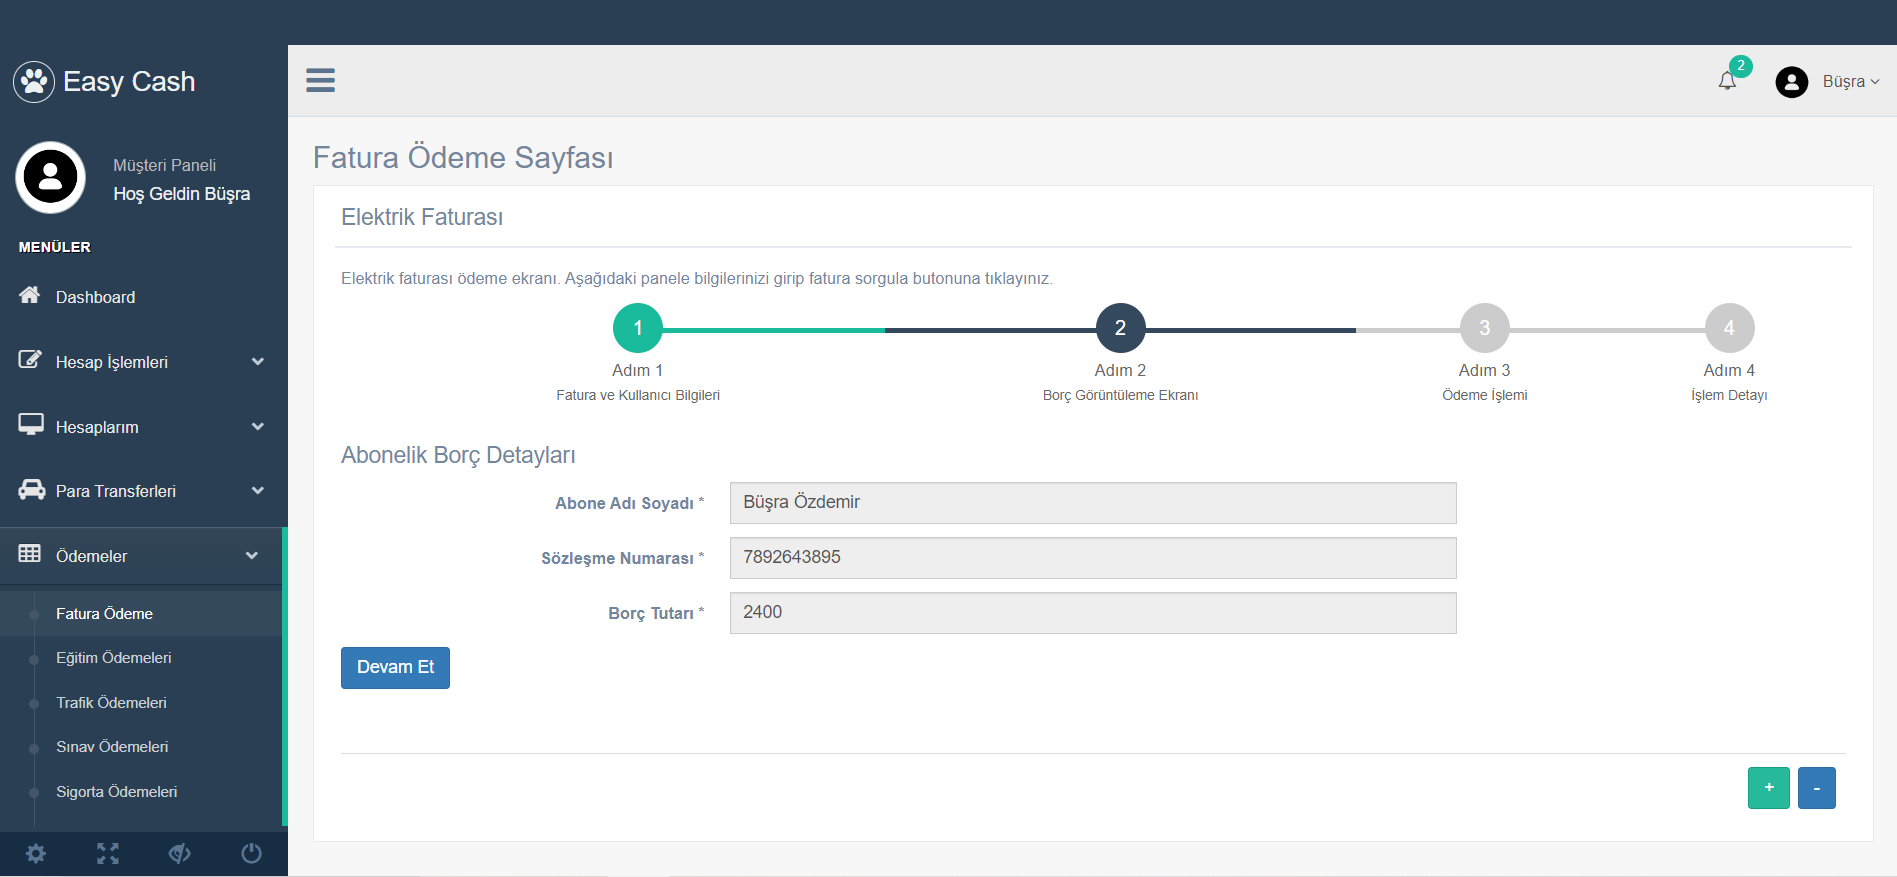 Easy Cash
2
Büşra
Müşteri Paneli
Hoş Geldin Büşra
MENÜLER
Dashboard
Hesap İşlemleri
Hesaplarım
Para Transferleri
Ödemeler
Fatura Ödeme
Eğitim Ödemeleri
Trafik Ödemeleri
Sınav Ödemeleri
Sigorta Ödemeleri
Fatura Ödeme Sayfası
Elektrik Faturası
Elektrik faturası ödeme ekranı. Aşağıdaki panele bilgilerinizi girip fatura sorgula butonuna tıklayınız.
1 2 3 4
Adım 1 Adım 2 Adım 3 Adım 4
Fatura ve Kullanıcı Bilgileri Borç Görüntüleme Ekranı Ödeme İşlemi İşlem Detayı
Abonelik Borç Detayları
Abone Adı Soyadı * Büşra Özdemir
Sözleşme Numarası * 7892643895
Borç Tutarı * 2400
Devam Et
+ -